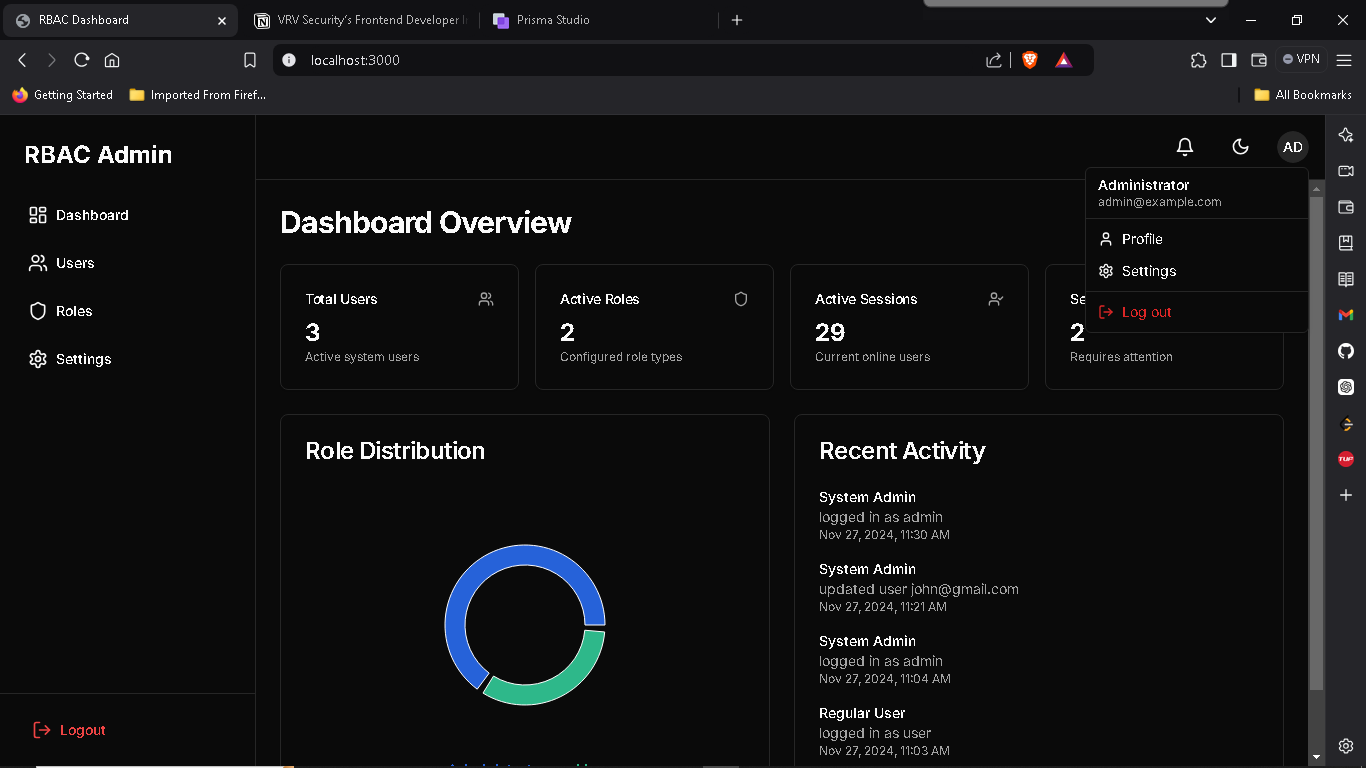 RBAC Dashboard
VRV Security's Frontend Developer
Prisma Studio
localhost:3000
VPN
Getting Started
Imported From Firef...
All Bookmarks
RBAC Admin
AD
Dashboard
Users
Roles
Settings
Logout
Administrator
admin@example.com
Profile
Settings
Log out
Dashboard Overview
Total Users
3
Active system users
Active Roles
2
Configured role types
Active Sessions
29
Current online users
Se
2
Requires attention
Role Distribution
Recent Activity
System Admin
logged in as admin
Nov 27, 2024, 11:30 AM
System Admin
updated user john@gmail.com
Nov 27, 2024, 11:21 AM
System Admin
logged in as admin
Nov 27, 2024, 11:04 AM
Regular User
logged in as user
Nov 27, 2024, 11:03 AM
TUF